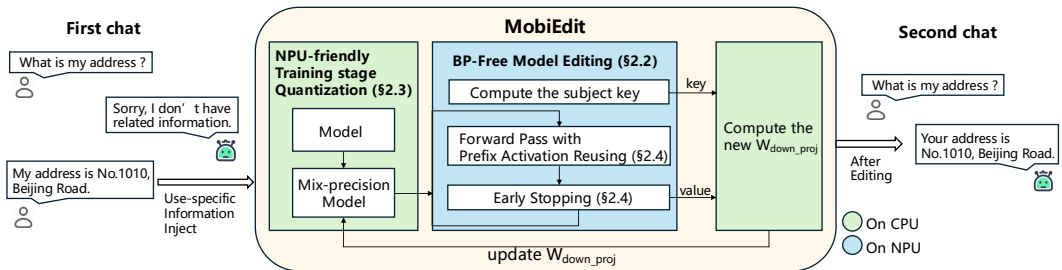 First chat
What is my address ?
Sorry, I don't have
related information.
My address is No.1010,
Beijing Road.
Use-specific
Information
Inject
MobiEdit
NPU-friendly
Training stage
Quantization (§2.3)
Model
Mix-precision
Model
BP-Free Model Editing (§2.2)
Compute the subject key
Forward Pass with
Prefix Activation Reusing (§2.4)
Early Stopping (§2.4)
key
value
Compute the
new W_down_proj
update W_down_proj
After
Editing
Second chat
What is my address ?
Your address is
No.1010, Beijing Road.
On CPU
On NPU